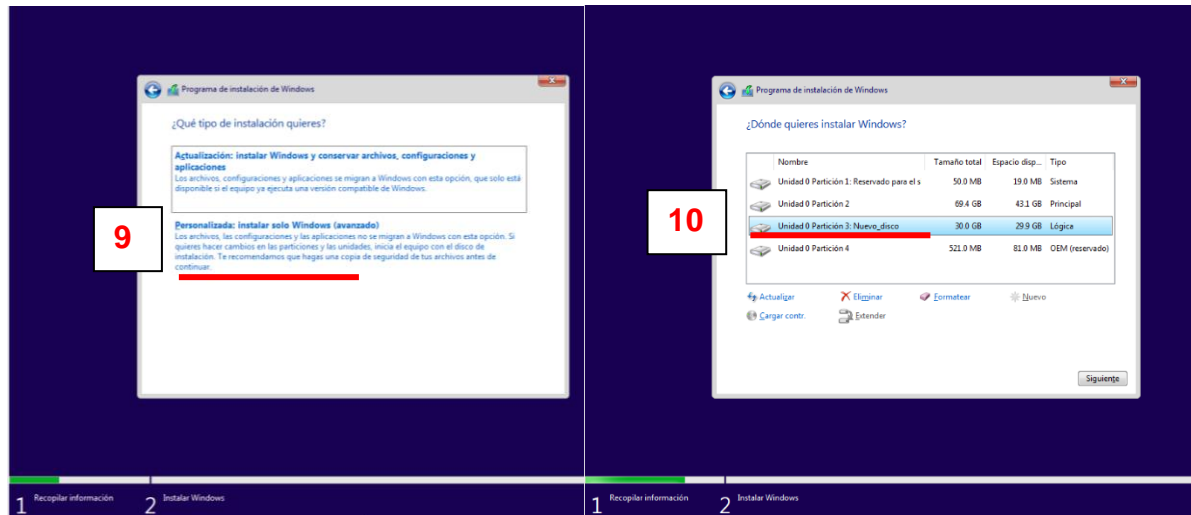 Programa de instalación de Windows
¿Qué tipo de instalación quieres?
Actualización: instalar Windows y conservar archivos, configuraciones y
aplicaciones
Los archivos, configuraciones y aplicaciones se migran a Windows con esta opción, que solo está
disponible si el equipo ya ejecuta una versión compatible de Windows.
9
Personalizada: instalar solo Windows (avanzado)
Los archivos, las configuraciones y las aplicaciones no se migran a Windows con esta opción. Si
quieres hacer cambios en las particiones y las unidades, inicia el equipo con el disco de
instalación. Te recomendamos que hagas una copia de seguridad de tus archivos antes de
continuar.
1 Recopilar información 2 Instalar Windows
Programa de instalación de Windows
¿Dónde quieres instalar Windows?
Nombre Tamaño total Espacio disp... Tipo
Unidad 0 Partición 1: Reservado para el s 50.0 MB 19.0 MB Sistema
Unidad 0 Partición 2 69.4 GB 43.1 GB Principal
10
Unidad 0 Partición 3: Nuevo_disco 30.0 GB 29.9 GB Lógica
Unidad 0 Partición 4 521.0 MB 81.0 MB OEM (reservado)
Actualizar Eliminar Formatear Nuevo
Cargar contr. Extender
Siguiente
1 Recopilar información 2 Instalar Windows